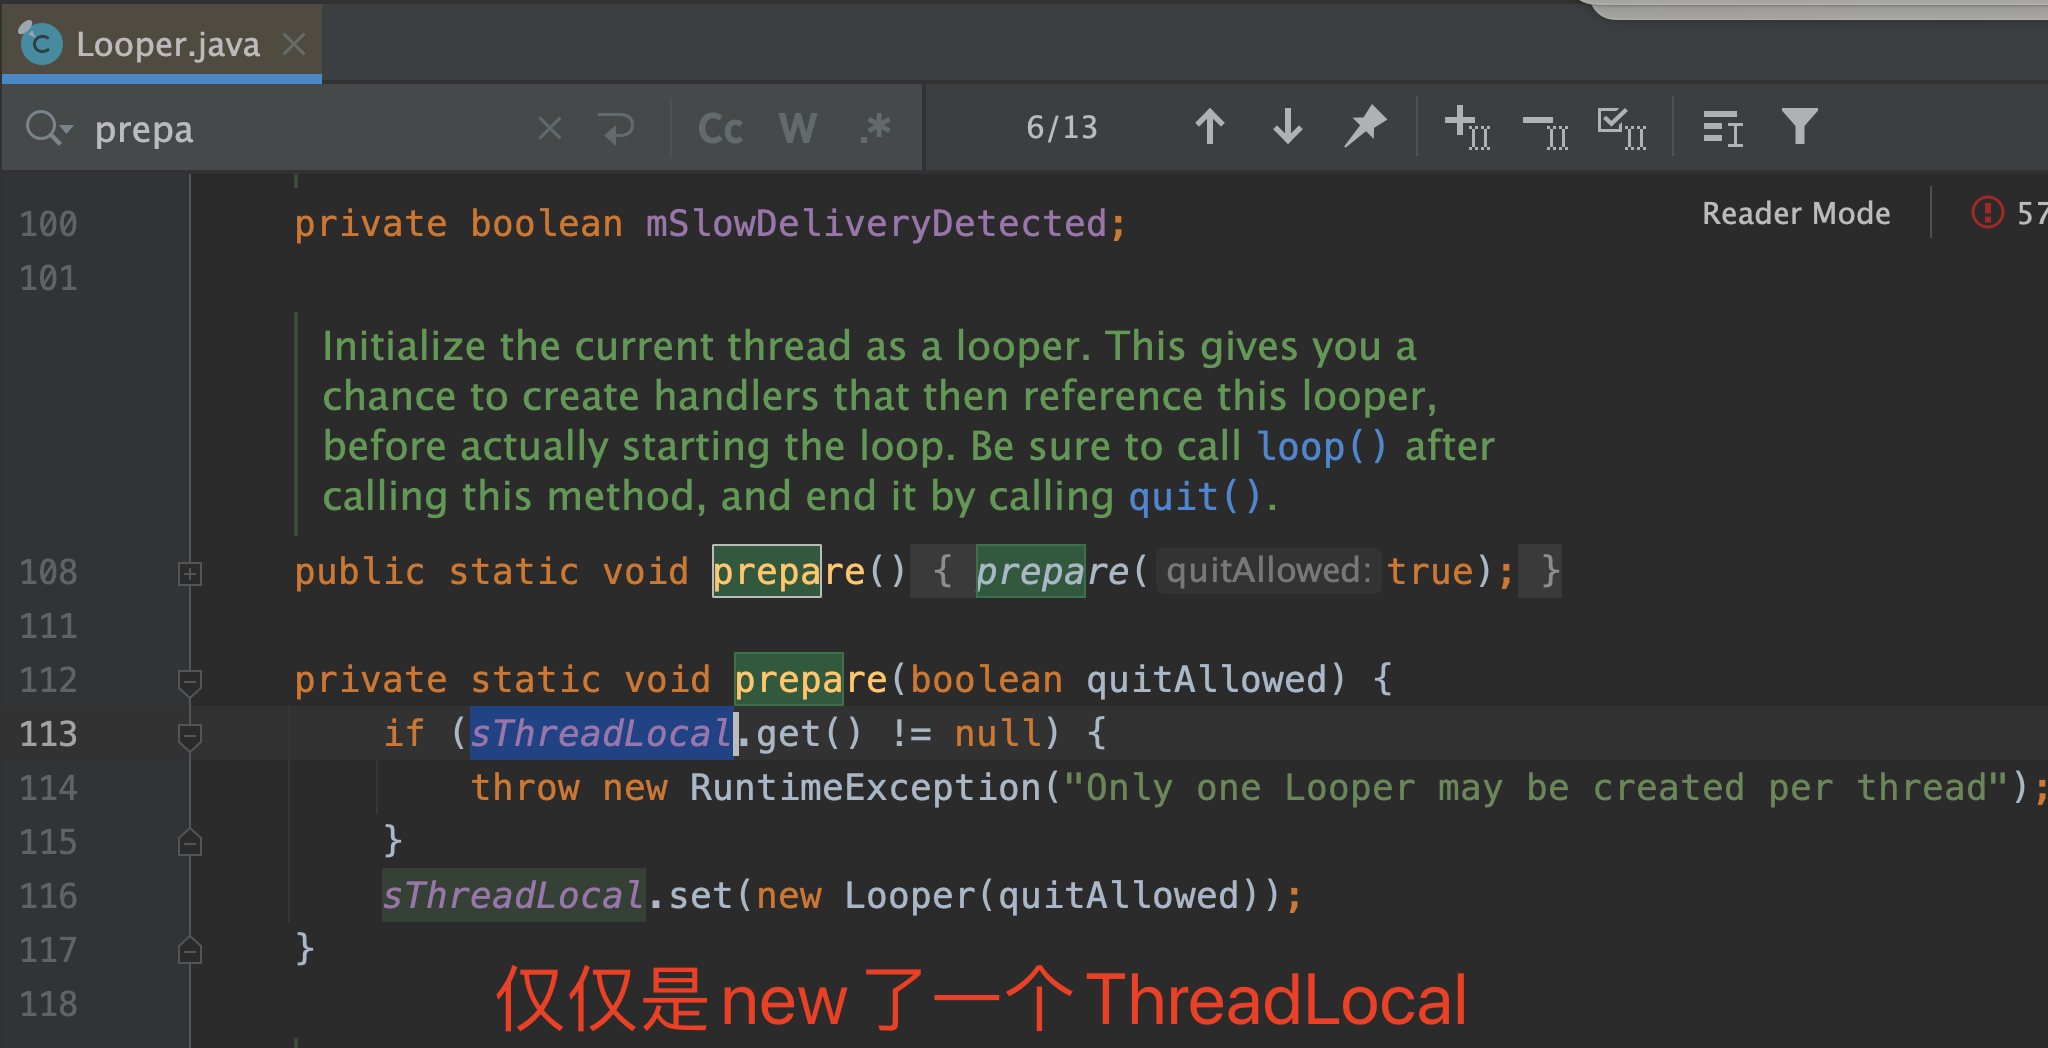 Looper.java
prepa
Cc W .*
6/13
Reader Mode
57
100 private boolean mSlowDeliveryDetected;
101
Initialize the current thread as a looper. This gives you a
chance to create handlers that then reference this looper,
before actually starting the loop. Be sure to call loop() after
calling this method, and end it by calling quit().
108 public static void prepare() { prepare( quitAllowed: true); }
111
112 private static void prepare(boolean quitAllowed) {
113 if (sThreadLocal.get() != null) {
114 throw new RuntimeException("Only one Looper may be created per thread");
115 }
116 sThreadLocal.set(new Looper(quitAllowed));
117 }
118
仅仅是new了一个ThreadLocal